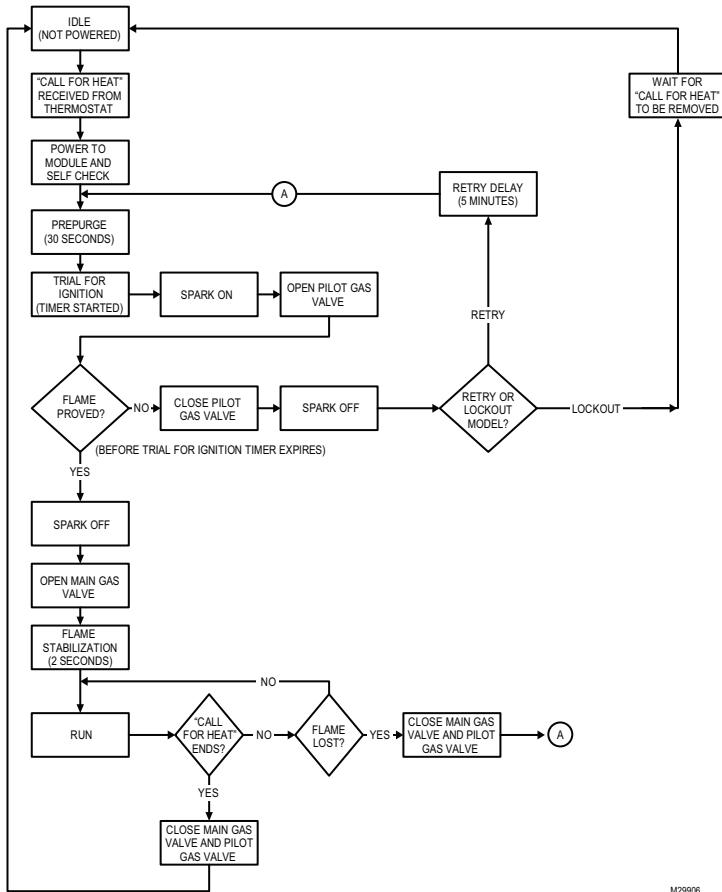 IDLE
(NOT POWERED)
"CALL FOR HEAT"
RECEIVED FROM
THERMOSTAT
WAIT FOR
"CALL FOR HEAT"
TO BE REMOVED
POWER TO
MODULE AND
SELF CHECK
A
RETRY DELAY
(5 MINUTES)
PREPURGE
(30 SECONDS)
TRIAL FOR
IGNITION
(TIMER STARTED)
SPARK ON
OPEN PILOT GAS
VALVE
RETRY
FLAME
PROVED?
NO
CLOSE PILOT
GAS VALVE
SPARK OFF
RETRY OR
LOCKOUT
MODEL?
LOCKOUT
(BEFORE TRIAL FOR IGNITION TIMER EXPIRES)
YES
SPARK OFF
OPEN MAIN GAS
VALVE
FLAME
STABILIZATION
(2 SECONDS)
NO
RUN
"CALL
FOR HEAT"
ENDS?
NO
FLAME
LOST?
YES
CLOSE MAIN GAS
VALVE AND PILOT
GAS VALVE
A
YES
CLOSE MAIN GAS
VALVE AND PILOT
GAS VALVE
M29906